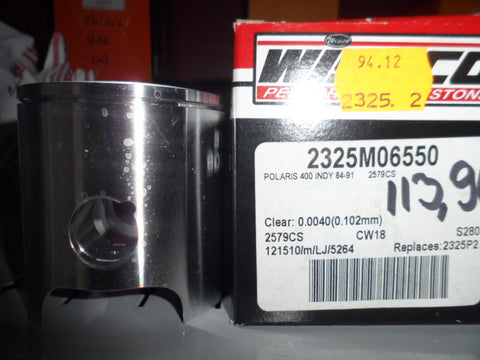 94.12
2325. 2
2325M06550
POLARIS 400 INDY 84-91 2579CS
113,9
Clear: 0.0040(0.102mm)
2579CS CW18 S280
121510/m/LJ/5264 Replaces:2325P2